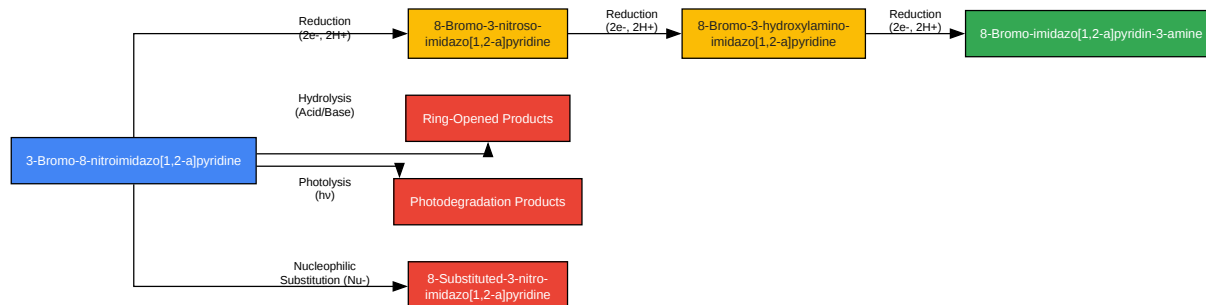 Reduction
(2e-, 2H+)
8-Bromo-3-nitroso-
imidazo[1,2-a]pyridine
Reduction
(2e-, 2H+)
8-Bromo-3-hydroxylamino-
imidazo[1,2-a]pyridine
Reduction
(2e-, 2H+)
8-Bromo-imidazo[1,2-a]pyridin-3-amine
Hydrolysis
(Acid/Base)
Ring-Opened Products
3-Bromo-8-nitroimidazo[1,2-a]pyridine
Photolysis
(hν)
Photodegradation Products
Nucleophilic
Substitution (Nu-)
8-Substituted-3-nitro-
imidazo[1,2-a]pyridine